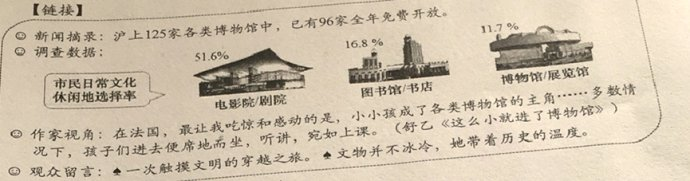 【链接】
☺ 新闻摘录：沪上125家各类博物馆中，已有96家全年免费开放。
☺ 调查数据：
市民日常文化
休闲地选择率
51.6%
电影院/剧院
16.8 %
图书馆/书店
11.7 %
博物馆/展览馆
☺ 作家视角：在法国，最让我吃惊和感动的是，小小孩成了各类博物馆的主角……多数情
况下，孩子们进去便席地而坐，听讲，宛如上课。（舒乙《这么小就进了博物馆》）
☺ 观众留言：♠一次触摸文明的穿越之旅。♠文物并不冰冷，她带着历史的温度。